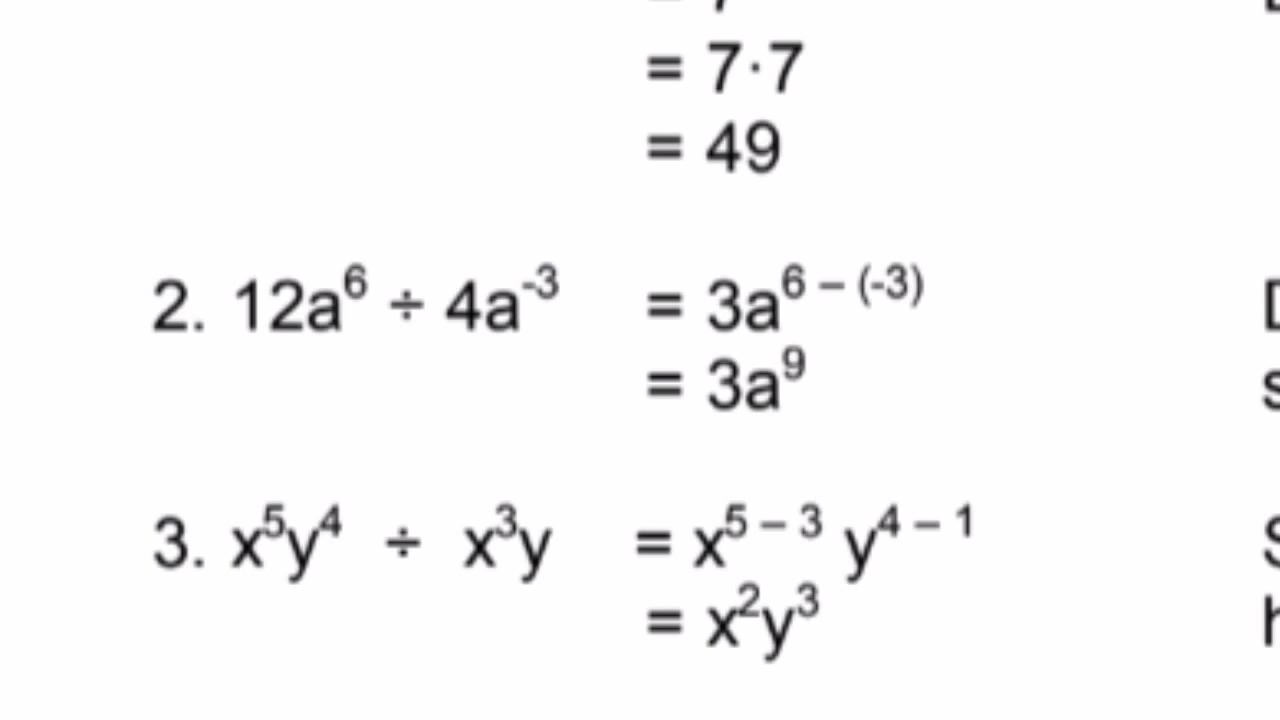 = 7·7
= 49
2. 12a⁶ ÷ 4a⁻³ = 3a⁶ ⁻ ⁽⁻³⁾
= 3a⁹
3. x⁵y⁴ ÷ x³y = x⁵ ⁻ ³ y⁴ ⁻ ¹
= x²y³